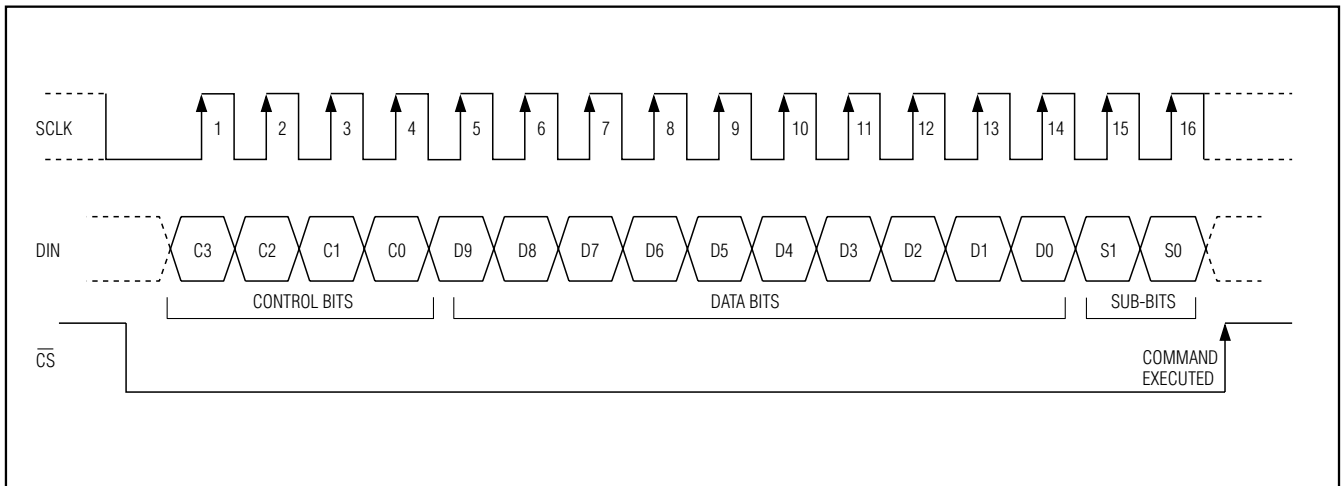 SCLK 1 2 3 4 5 6 7 8 9 10 11 12 13 14 15 16
DIN C3 C2 C1 C0 D9 D8 D7 D6 D5 D4 D3 D2 D1 D0 S1 S0
CONTROL BITS DATA BITS SUB-BITS
C̅S̅ COMMAND
EXECUTED